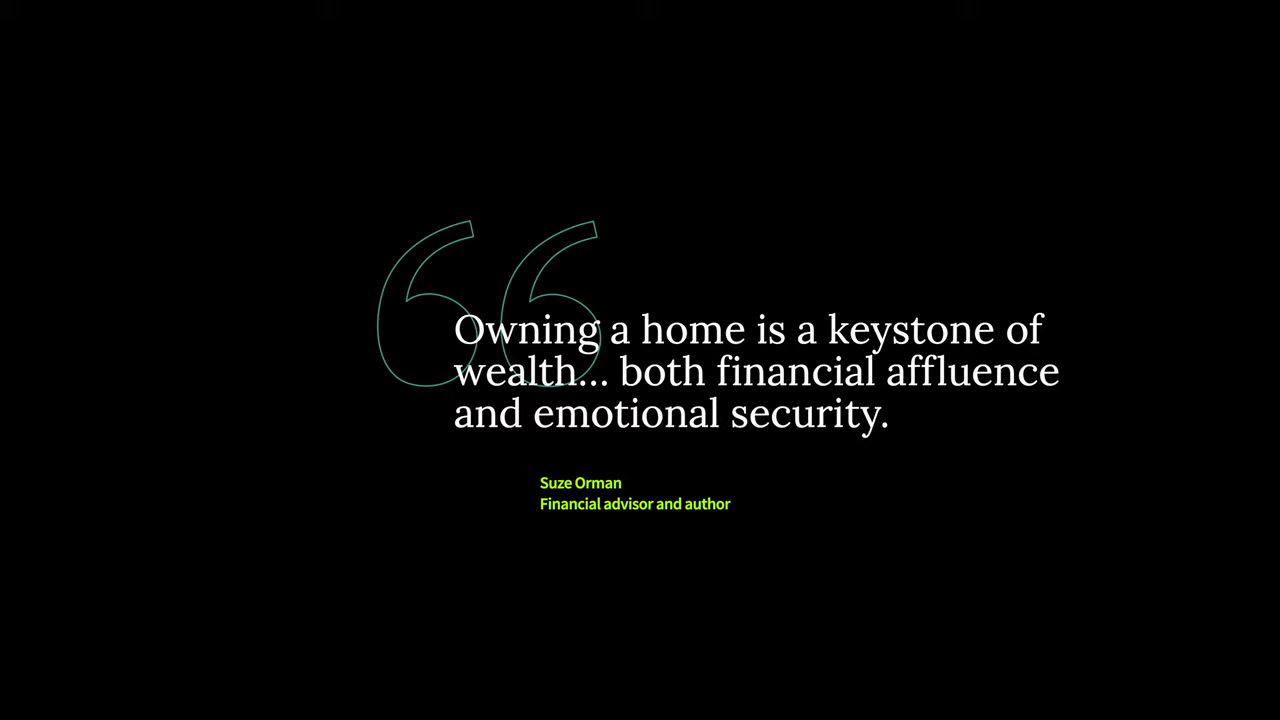 Owning a home is a keystone of
wealth... both financial affluence
and emotional security.
Suze Orman
Financial advisor and author